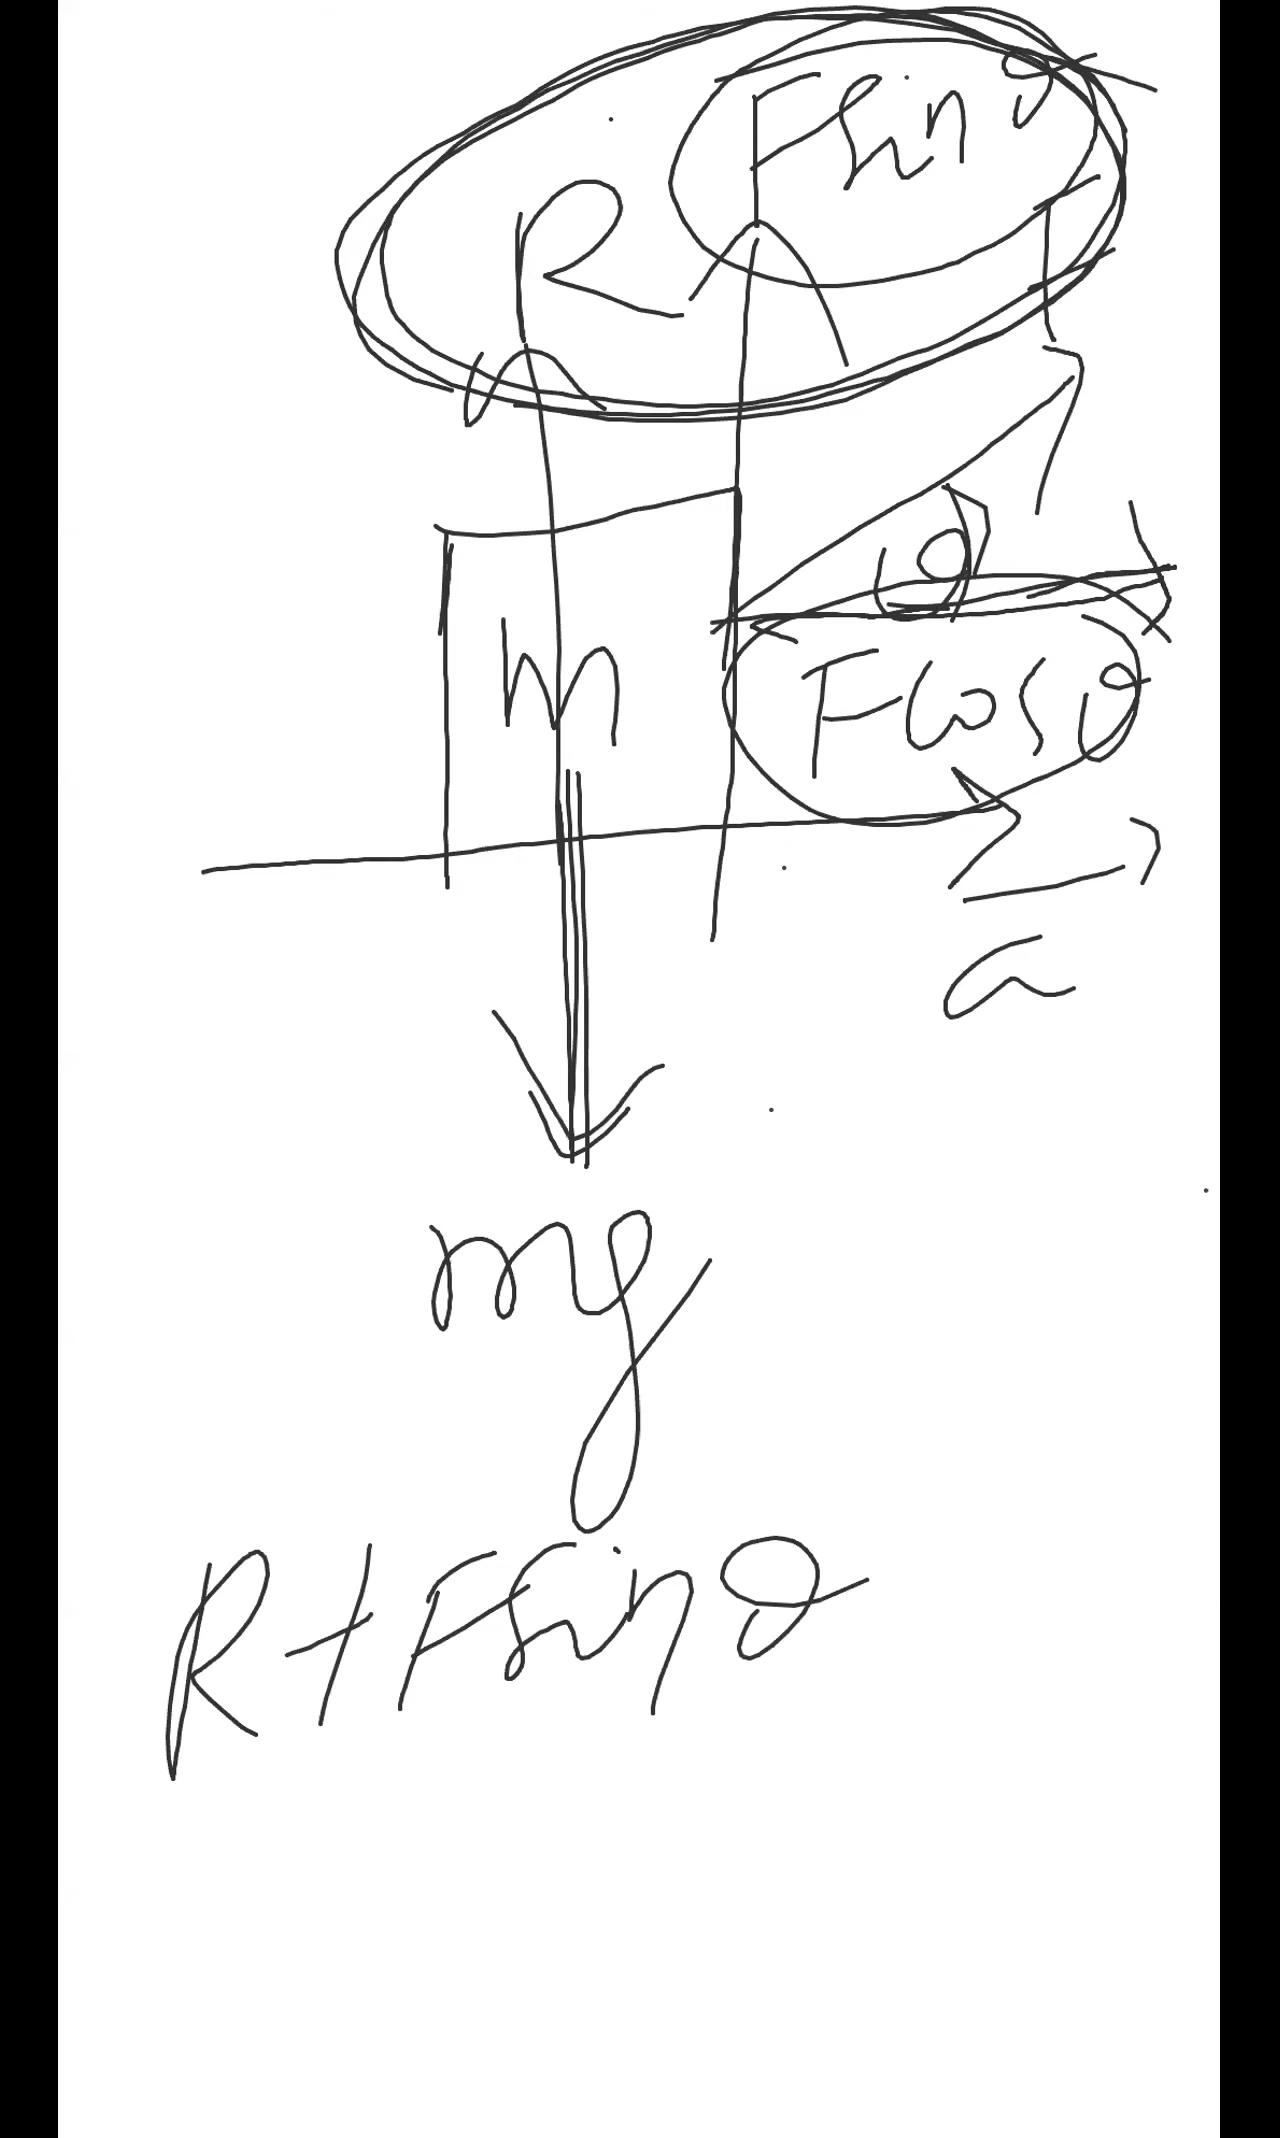 F sin θ
R
F
θ
m
F cos θ
a
mg
R + F sin θ